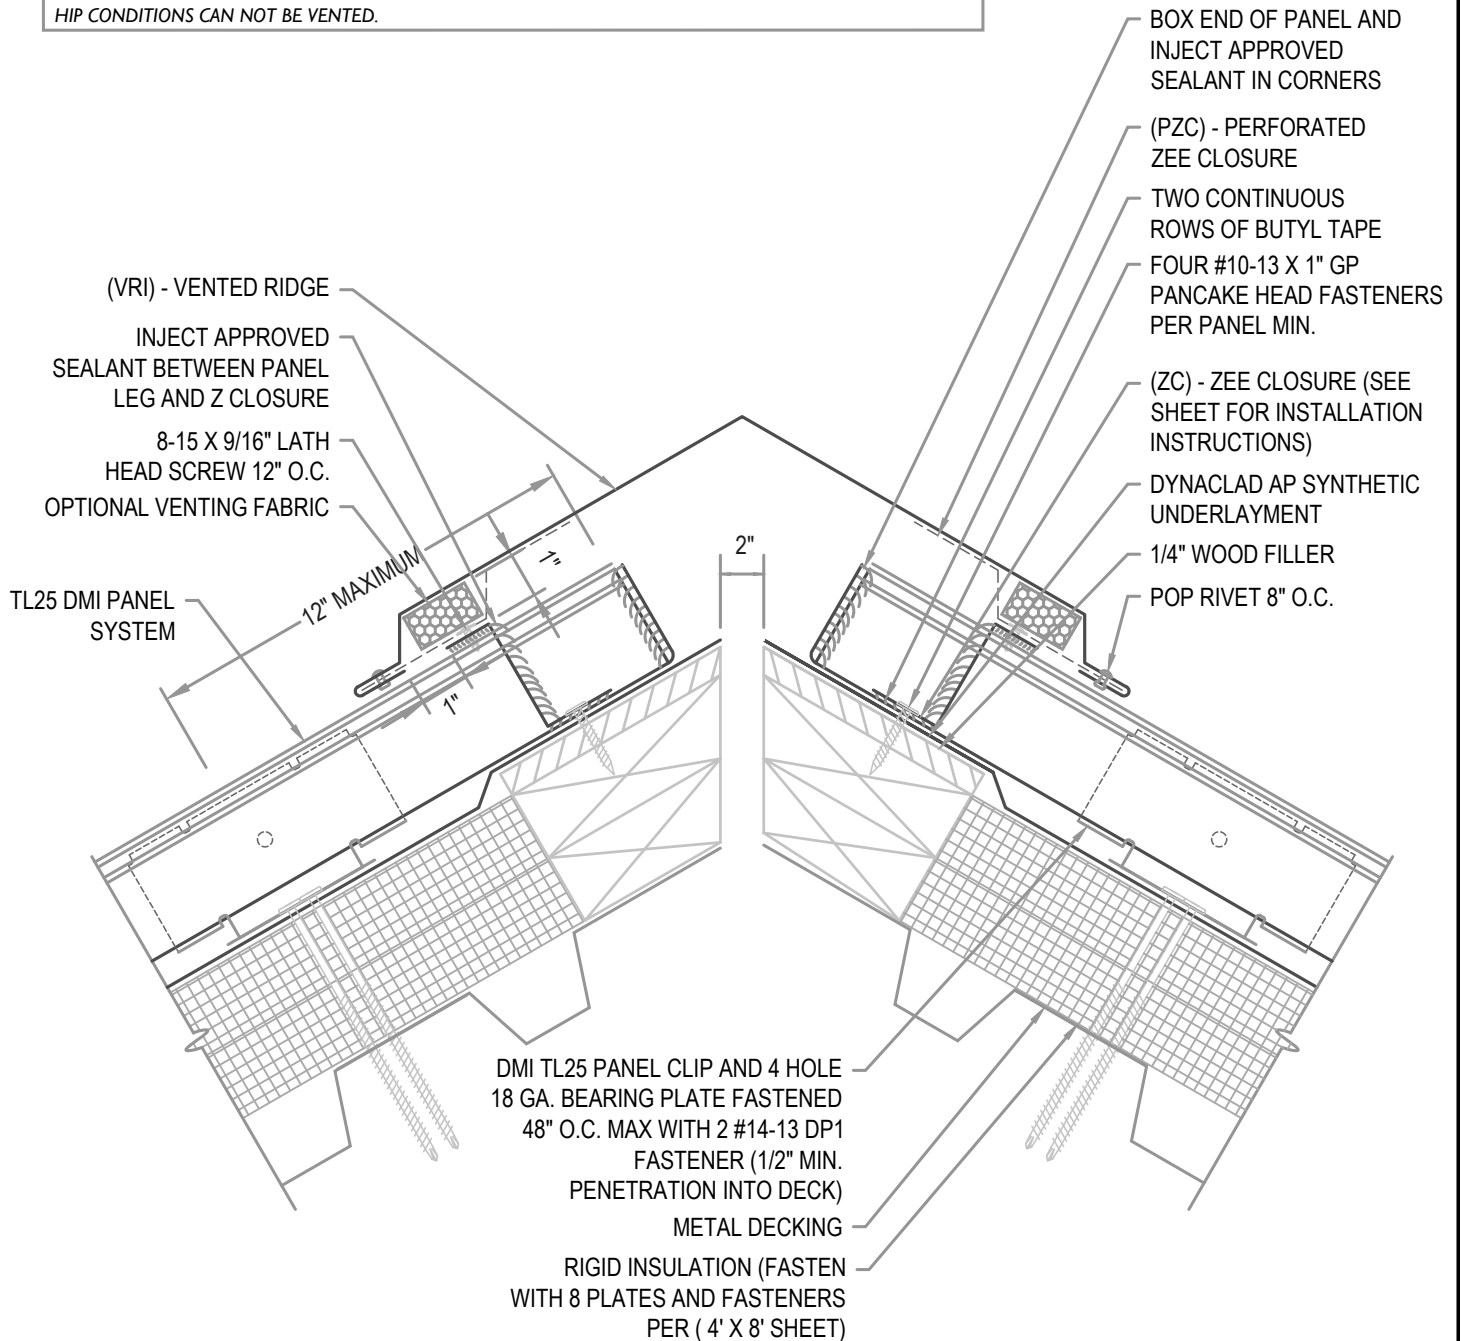 HIP CONDITIONS CAN NOT BE VENTED.
(VRI) - VENTED RIDGE
INJECT APPROVED
SEALANT BETWEEN PANEL
LEG AND Z CLOSURE
8-15 X 9/16" LATH
HEAD SCREW 12" O.C.
OPTIONAL VENTING FABRIC
TL25 DMI PANEL
SYSTEM
12" MAXIMUM
1"
1"
2"
BOX END OF PANEL AND
INJECT APPROVED
SEALANT IN CORNERS
(PZC) - PERFORATED
ZEE CLOSURE
TWO CONTINUOUS
ROWS OF BUTYL TAPE
FOUR #10-13 X 1" GP
PANCAKE HEAD FASTENERS
PER PANEL MIN.
(ZC) - ZEE CLOSURE (SEE
SHEET FOR INSTALLATION
INSTRUCTIONS)
DYNACLAD AP SYNTHETIC
UNDERLAYMENT
1/4" WOOD FILLER
POP RIVET 8" O.C.
DMI TL25 PANEL CLIP AND 4 HOLE
18 GA. BEARING PLATE FASTENED
48" O.C. MAX WITH 2 #14-13 DP1
FASTENER (1/2" MIN.
PENETRATION INTO DECK)
METAL DECKING
RIGID INSULATION (FASTEN
WITH 8 PLATES AND FASTENERS
PER ( 4' X 8' SHEET)